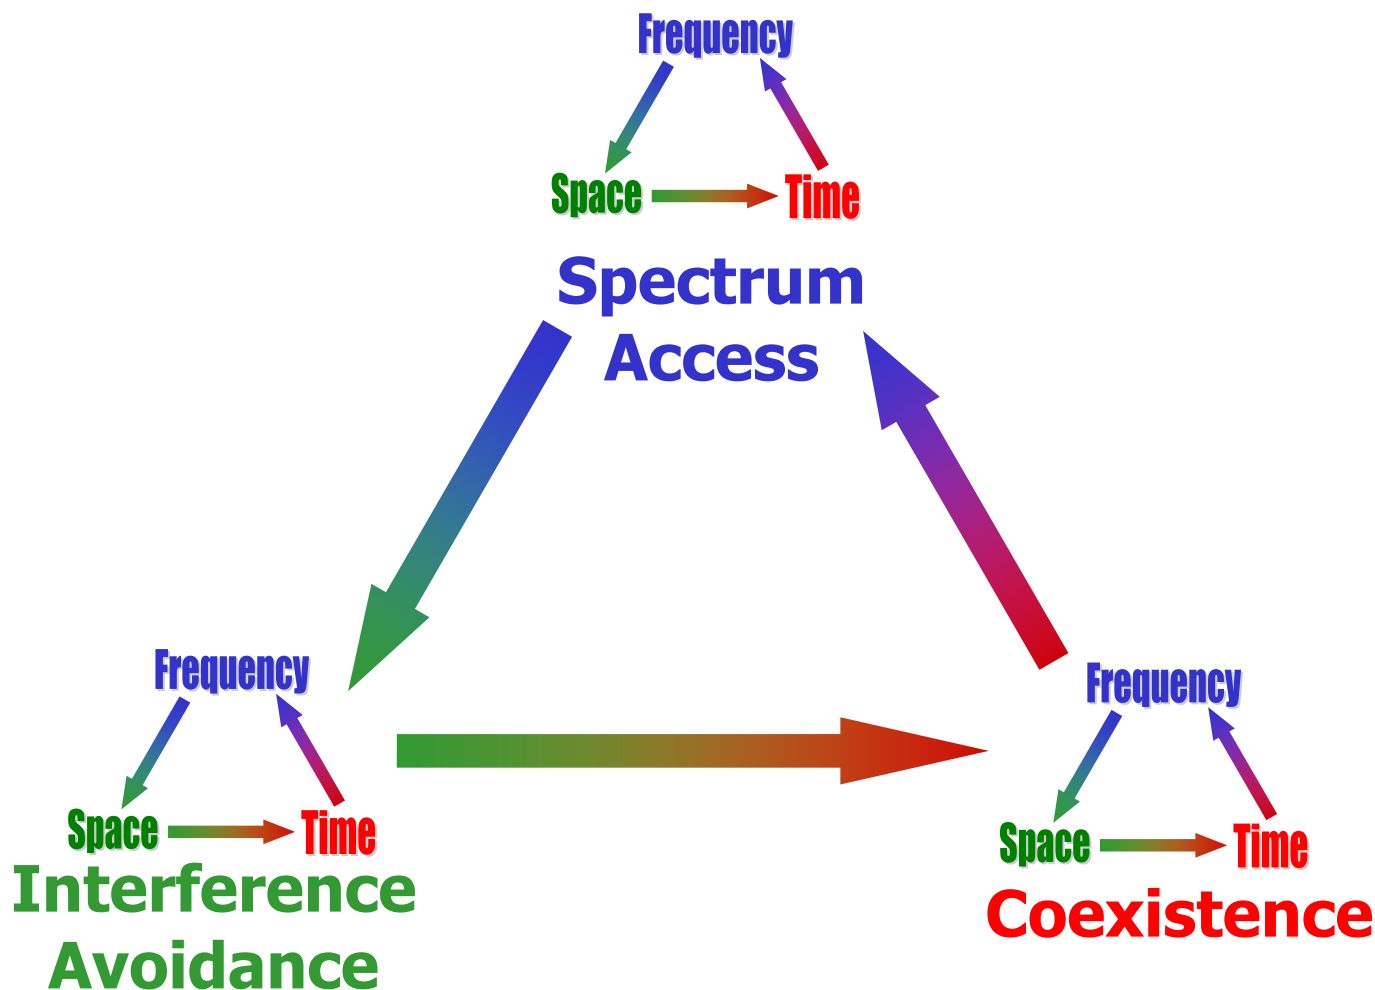 Frequency
Space Time
Spectrum
Access
Frequency
Space Time
Interference
Avoidance
Frequency
Space Time
Coexistence